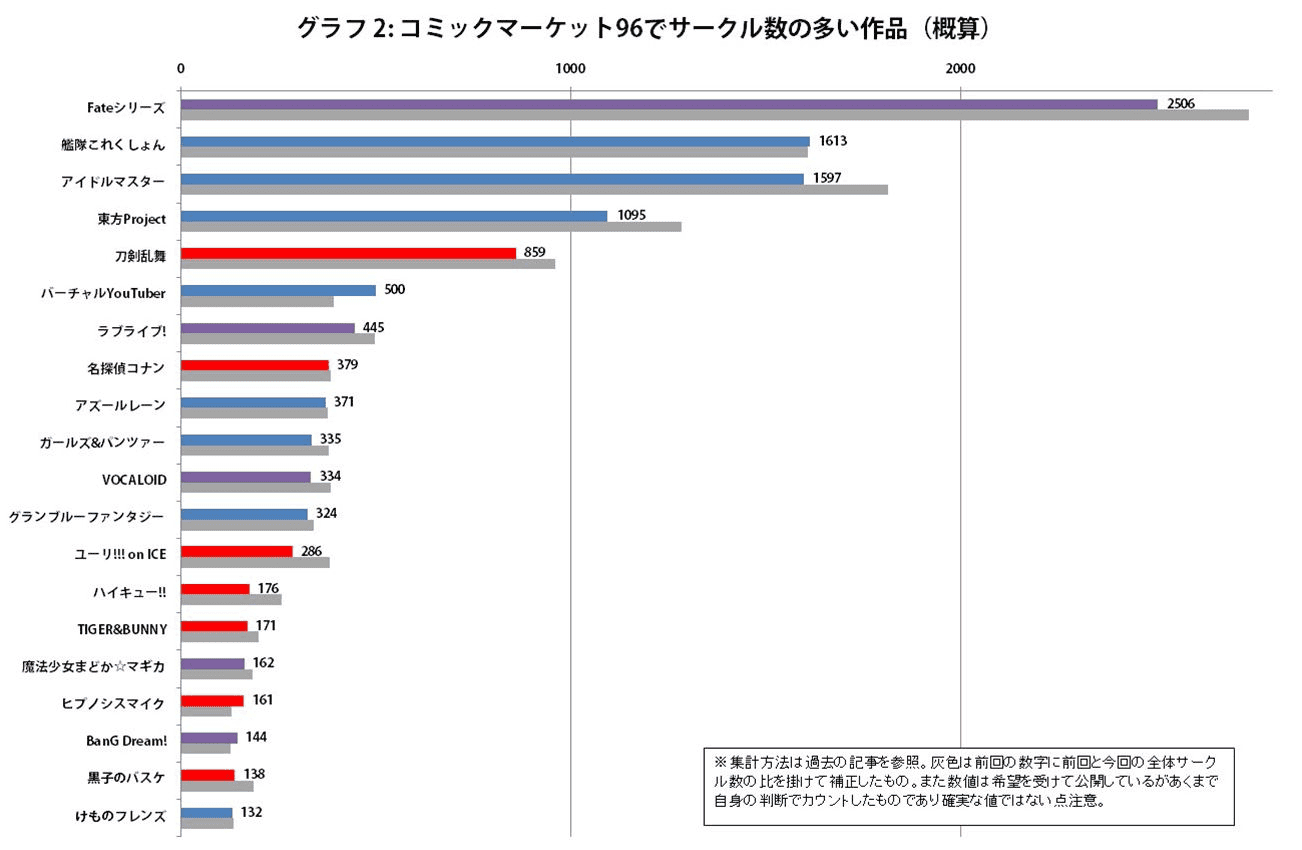 グラフ 2: コミックマーケット96でサークル数の多い作品（概算）
0 1000 2000
Fateシリーズ 2506
艦隊これくしょん 1613
アイドルマスター 1597
東方Project 1095
刀剣乱舞 859
バーチャルYouTuber 500
ラブライブ! 445
名探偵コナン 379
アズールレーン 371
ガールズ&パンツァー 335
VOCALOID 334
グランブルーファンタジー 324
ユーリ!!! on ICE 286
ハイキュー!! 176
TIGER&BUNNY 171
魔法少女まどか☆マギカ 162
ヒプノシスマイク 161
BanG Dream! 144
黒子のバスケ 138
けものフレンズ 132
※集計方法は過去の記事を参照。灰色は前回の数字に前回と今回の全体サーク
ル数の比を掛けて補正したもの。また数値は希望を受けて公開しているがあくまで
自身の判断でカウントしたものであり確実な値ではない点注意。